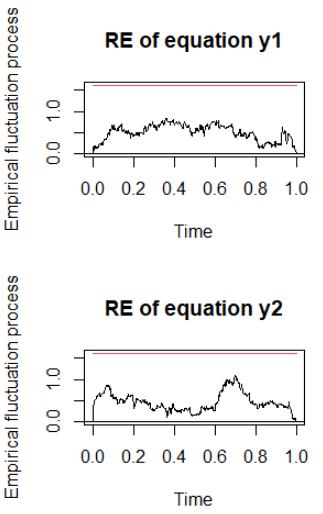 RE of equation y1
Empirical fluctuation process
0.0 1.0
0.0 0.2 0.4 0.6 0.8 1.0
Time
RE of equation y2
Empirical fluctuation process
0.0 1.0
0.0 0.2 0.4 0.6 0.8 1.0
Time